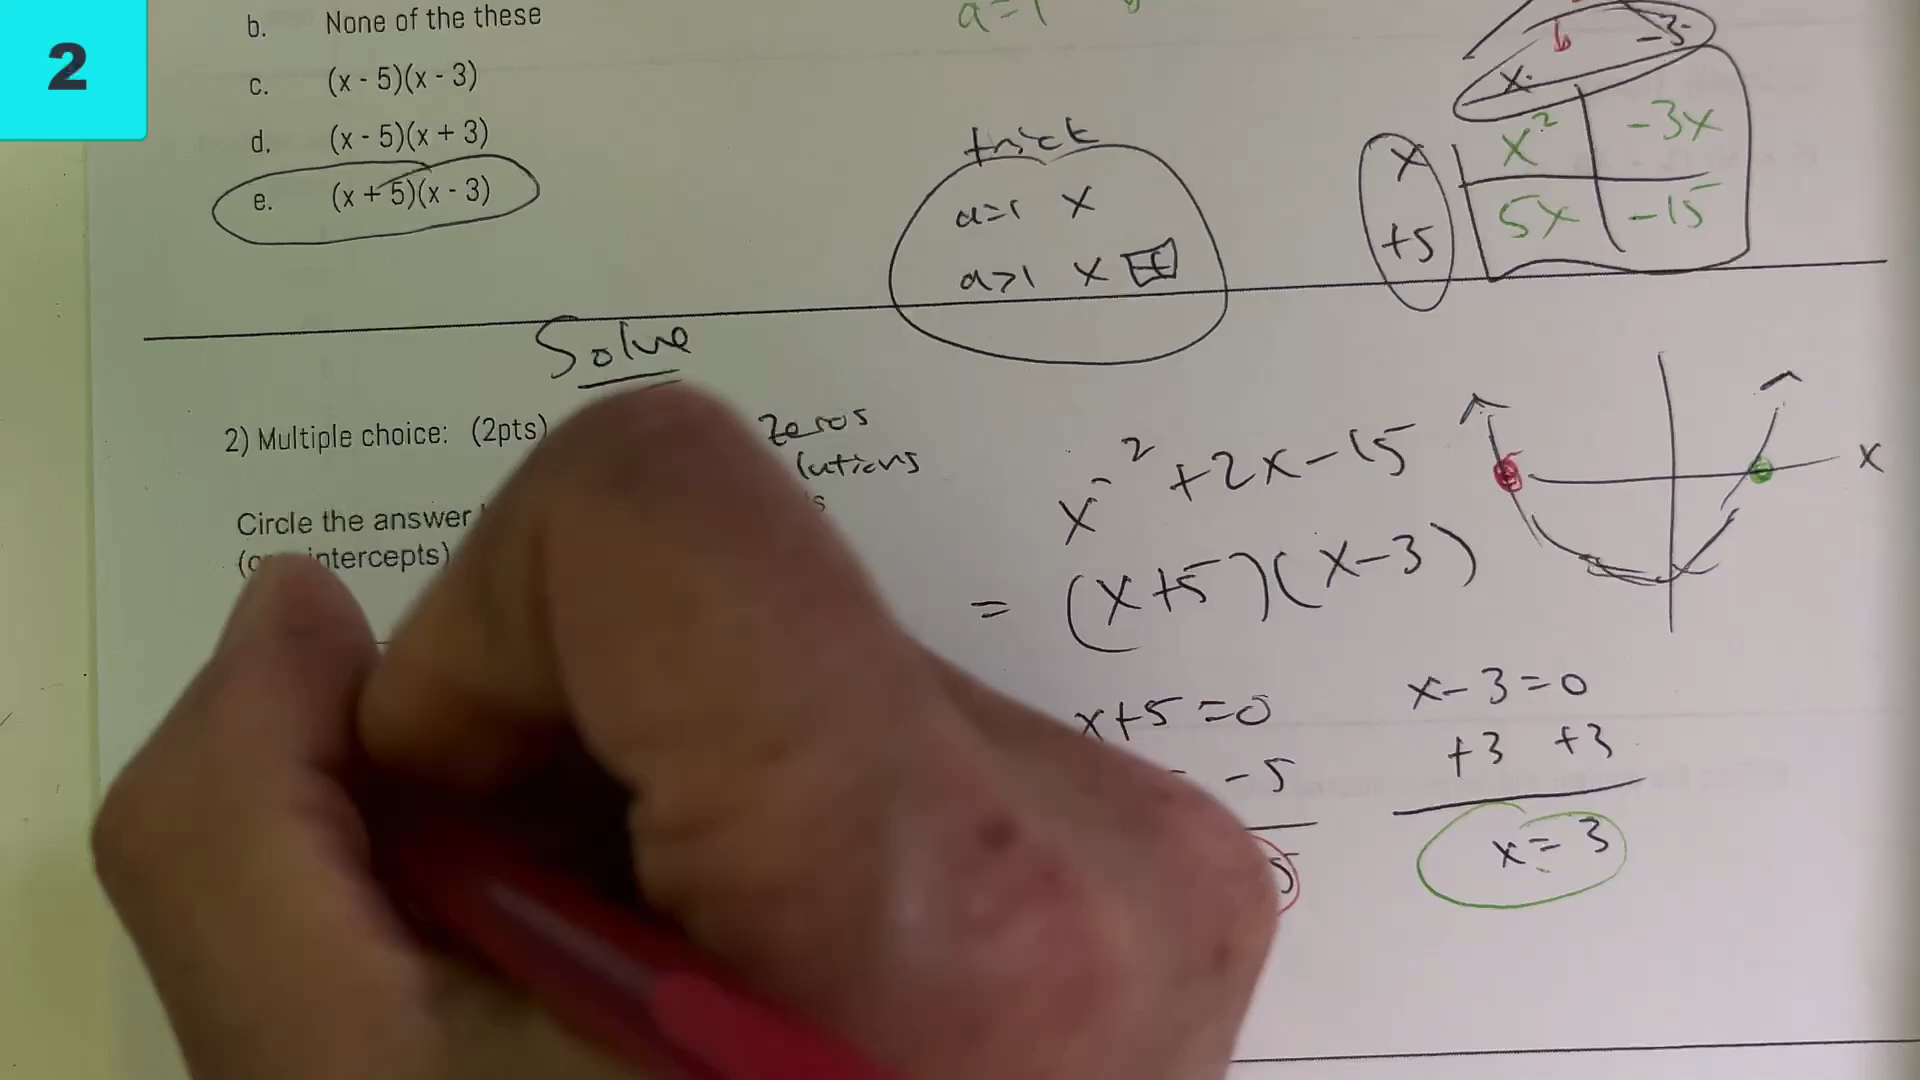 2
b. None of the these
a=1
c. (x - 5)(x - 3)
d. (x - 5)(x + 3)
e. (x + 5)(x - 3)
trick
a=1 x
a>1 x
b -3
x
x x² -3x
+5 5x -15
Solve
2) Multiple choice: (2pts)
zeros
Circle the answer
intercepts)
x² +2x-15
x
= (x+5)(x-3)
x+5=0
-5
5
x-3=0
+3 +3
x=3